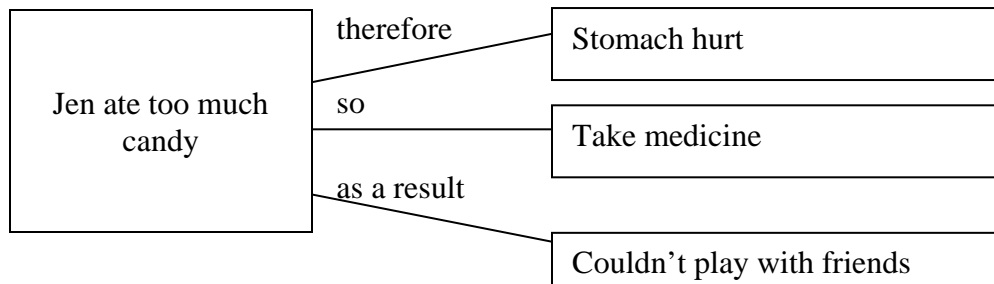 therefore
Stomach hurt
Jen ate too much
candy
so
Take medicine
as a result
Couldn’t play with friends